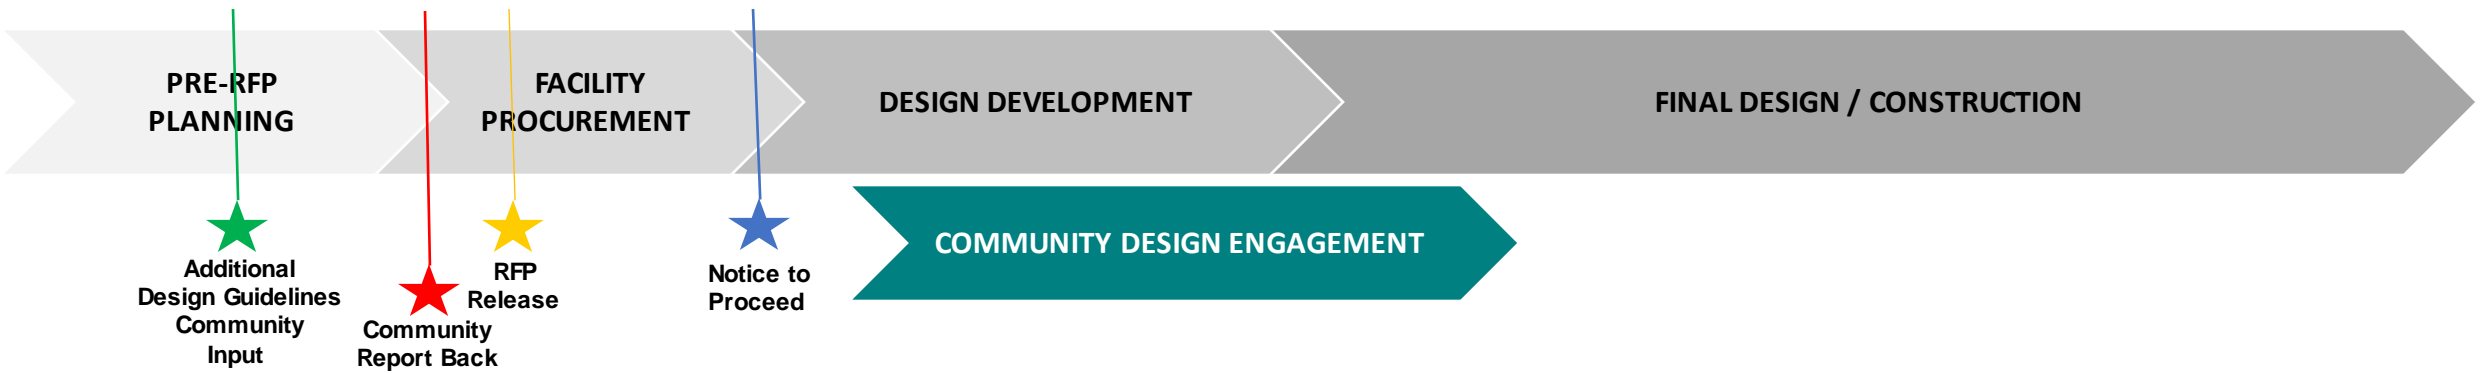 PRE-RFP
PLANNING
FACILITY
PROCUREMENT
DESIGN DEVELOPMENT
FINAL DESIGN / CONSTRUCTION
COMMUNITY DESIGN ENGAGEMENT
Additional
Design Guidelines
Community
Input
Community
Report Back
RFP
Release
Notice to
Proceed